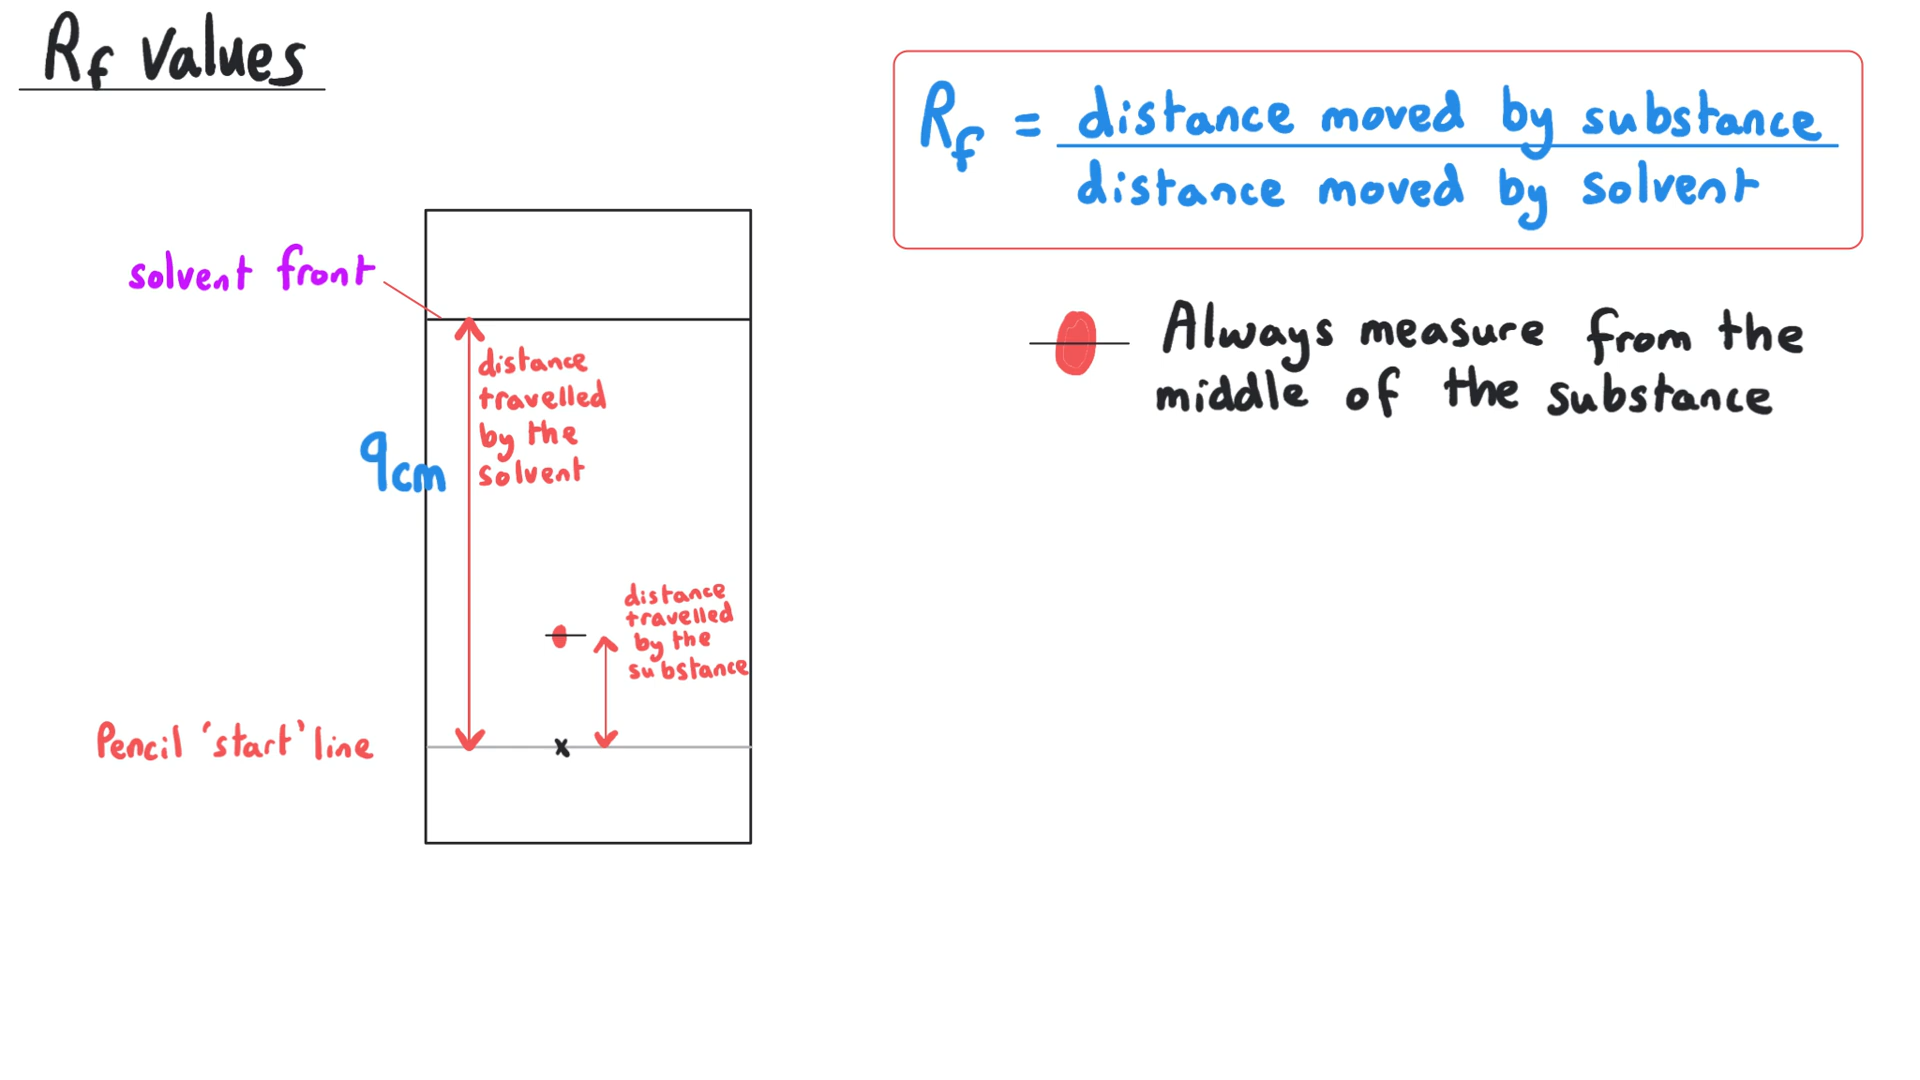 Rf Values
Rf = distance moved by substance
distance moved by solvent
solvent front
Always measure from the
middle of the substance
distance
travelled
by the
solvent
9cm
distance
travelled
by the
substance
Pencil 'start' line
x